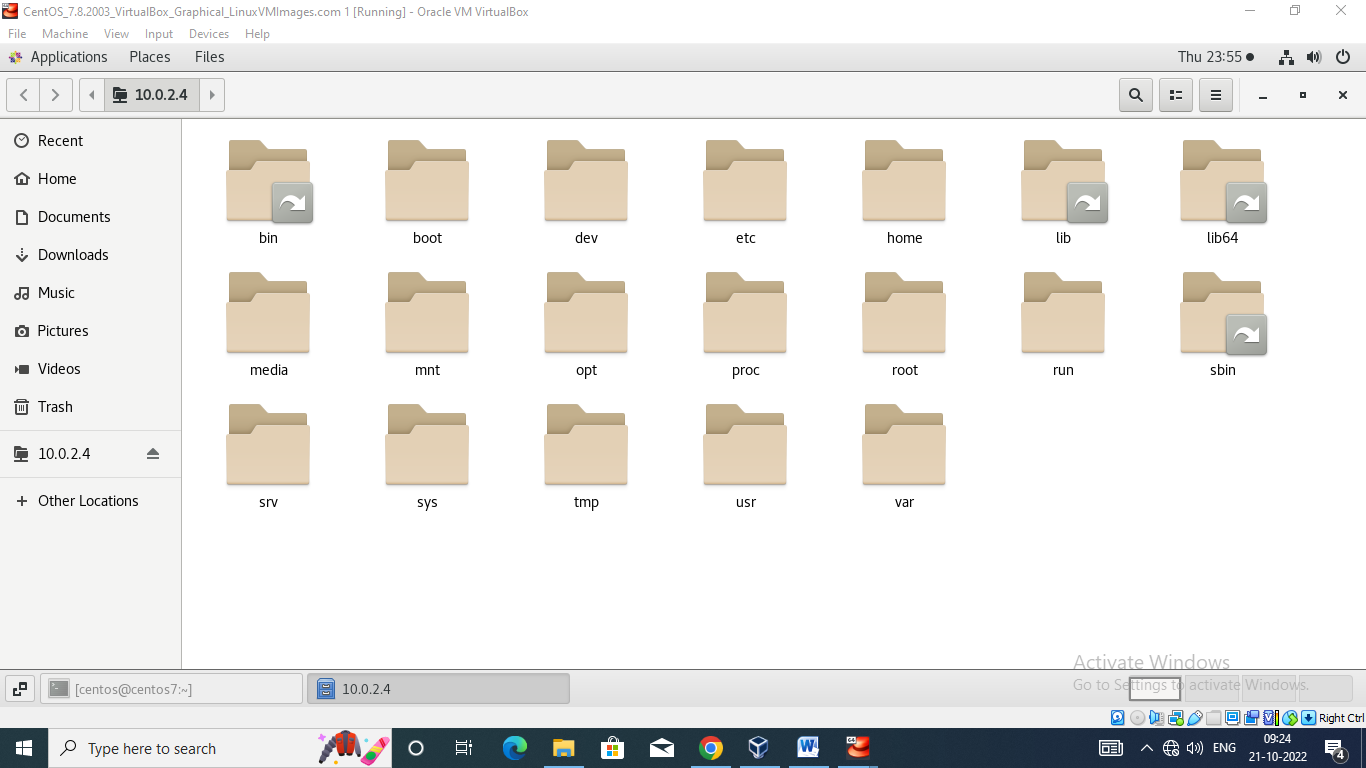 CentOS_7.8.2003_VirtualBox_Graphical_LinuxVMImages.com 1 [Running] - Oracle VM VirtualBox
File Machine View Input Devices Help
Applications Places Files Thu 23:55
10.0.2.4
Recent
Home
Documents
Downloads
Music
Pictures
Videos
Trash
10.0.2.4
Other Locations
bin boot dev etc home lib lib64
media mnt opt proc root run sbin
srv sys tmp usr var
Activate Windows
Go to Settings to activate Windows.
[centos@centos7:~] 10.0.2.4
Right Ctrl
Type here to search
ENG
09:24
21-10-2022
4